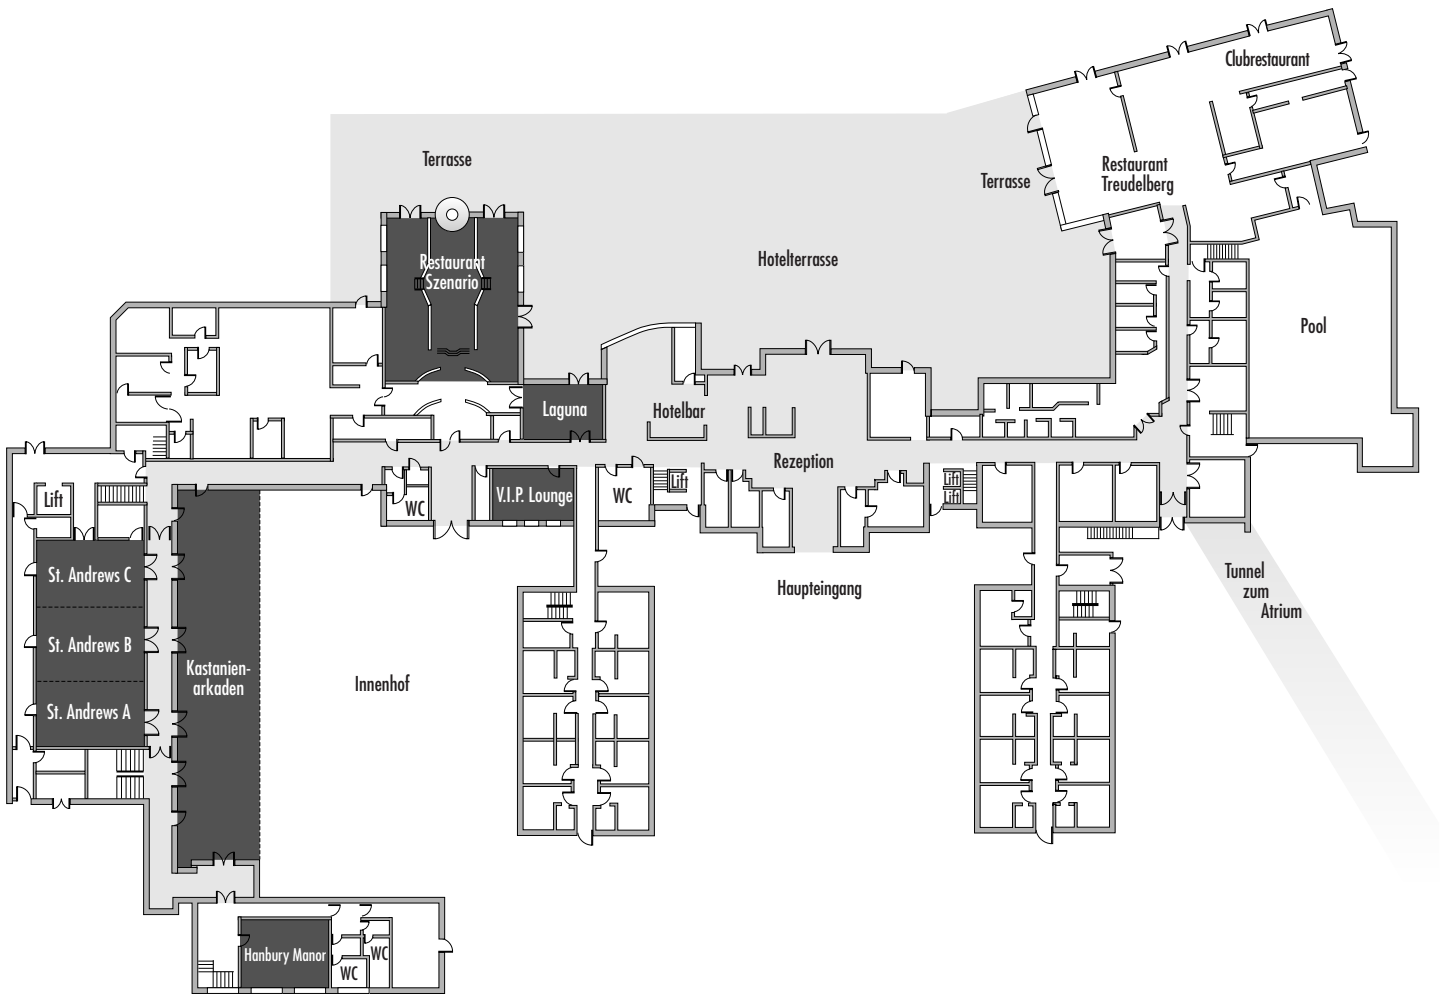 Clubrestaurant
Terrasse
Restaurant
Treudelberg
Terrasse
Hotelterrasse
Restaurant
Szenario
Pool
Laguna
Hotelbar
Rezeption
Lift
V.I.P. Lounge
WC
Lift
Lift
Lift
WC
St. Andrews C
Haupteingang
Tunnel
zum
Atrium
St. Andrews B
Kastanien-
arkaden
Innenhof
St. Andrews A
Hanbury Manor
WC
WC